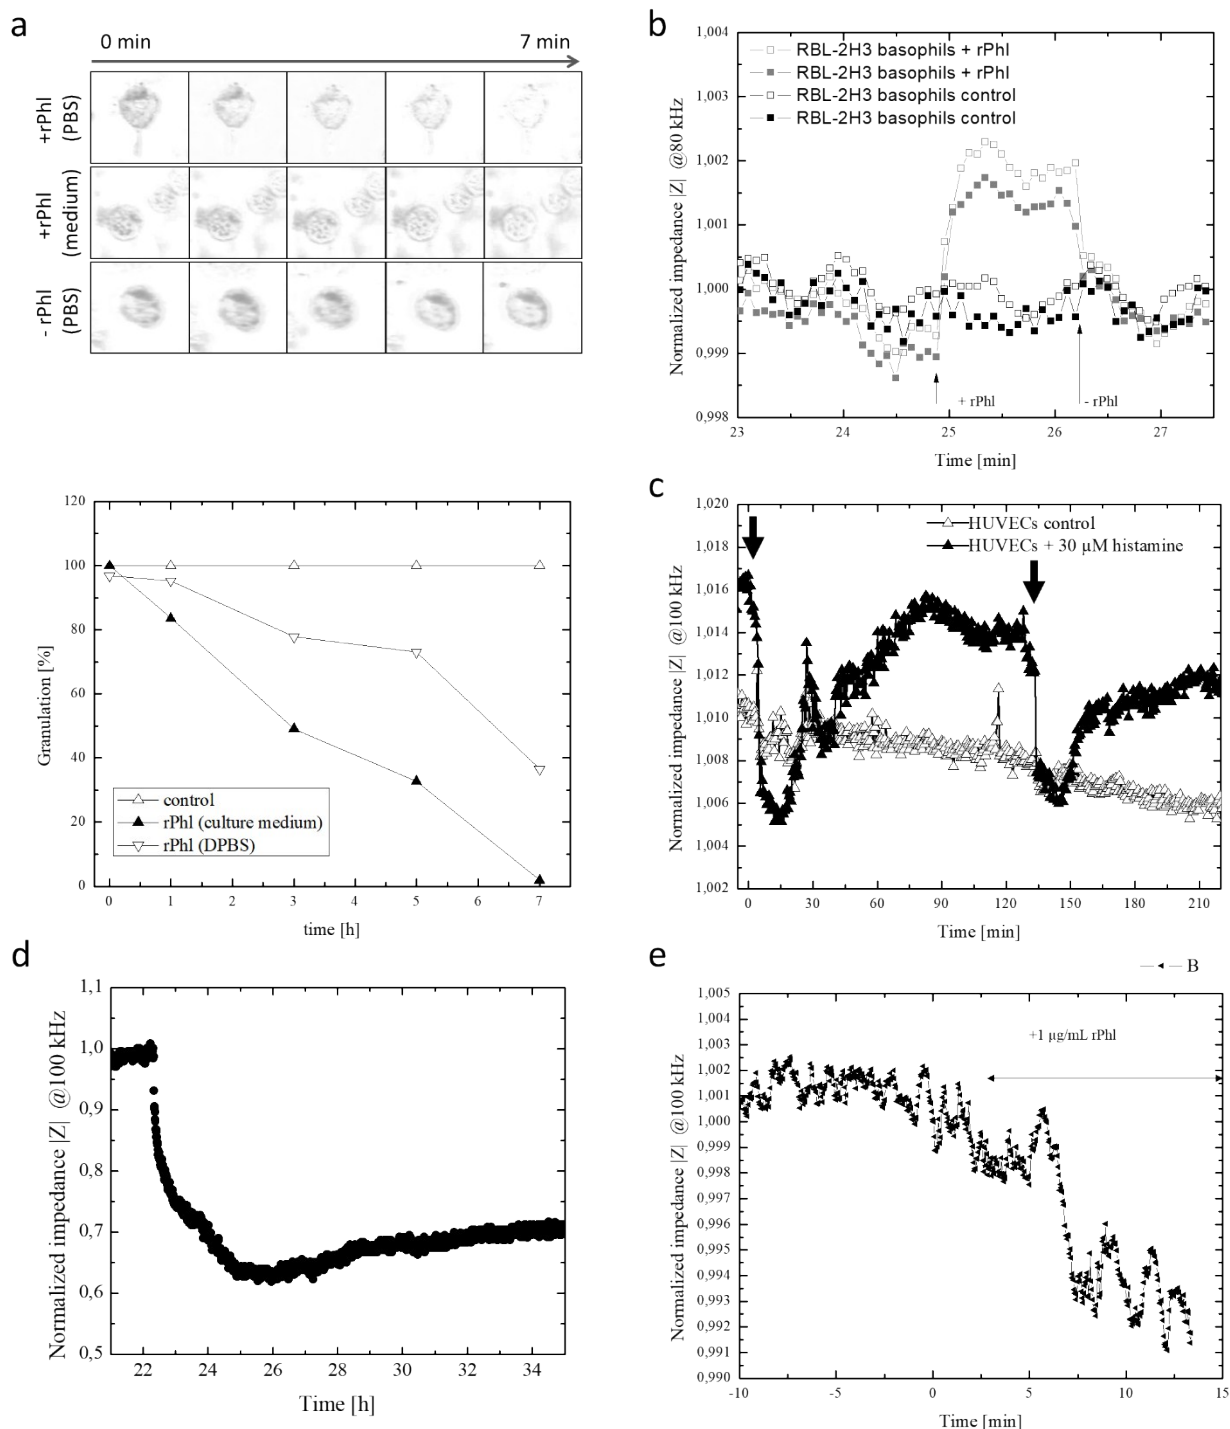 a
0 min 7 min
+rPhl
(PBS)
+rPhl
(medium)
- rPhl
(PBS)
b
1,004
1,003
1,002
1,001
1,000
0,999
0,998
Normalized impedance |Z| @80 kHz
RBL-2H3 basophils + rPhl
RBL-2H3 basophils + rPhl
RBL-2H3 basophils control
RBL-2H3 basophils control
+ rPhl
- rPhl
23 24 25 26 27
Time [min]
120
100
80
60
40
20
0
Granulation [%]
control
rPhl (culture medium)
rPhl (DPBS)
0 1 2 3 4 5 6 7
time [h]
c
1,020
1,018
1,016
1,014
1,012
1,010
1,008
1,006
1,004
1,002
Normalized impedance |Z| @100 kHz
HUVECs control
HUVECs + 30 µM histamine
0 30 60 90 120 150 180 210
Time [min]
d
1,1
1,0
0,9
0,8
0,7
0,6
0,5
Normalized impedance |Z| @100 kHz
22 24 26 28 30 32 34
Time [h]
e
B
1,005
1,003
1,002
1,001
1,000
0,999
0,998
0,997
0,996
0,995
0,994
0,993
0,992
0,991
0,990
Normalized impedance |Z| @100 kHz
+1 µg/mL rPhl
-10 -5 0 5 10 15
Time [min]